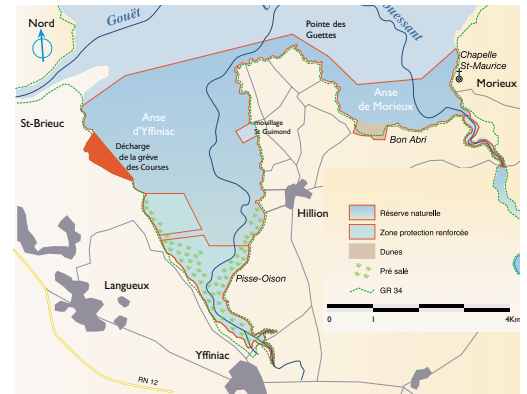 Gouët
Gouessant
Nord
Pointe des
Guettes
Chapelle
St-Maurice
Morieux
Anse
de Morieux
St-Brieuc
Anse
d'Yffiniac
mouillage
St Guimond
Bon Abri
Décharge
de la grève
des Courses
Hillion
Réserve naturelle
Zone protection renforcée
Dunes
Pré salé
GR 34
Pisse-Oison
Langueux
0
1
4Km
Yffiniac
RN 12